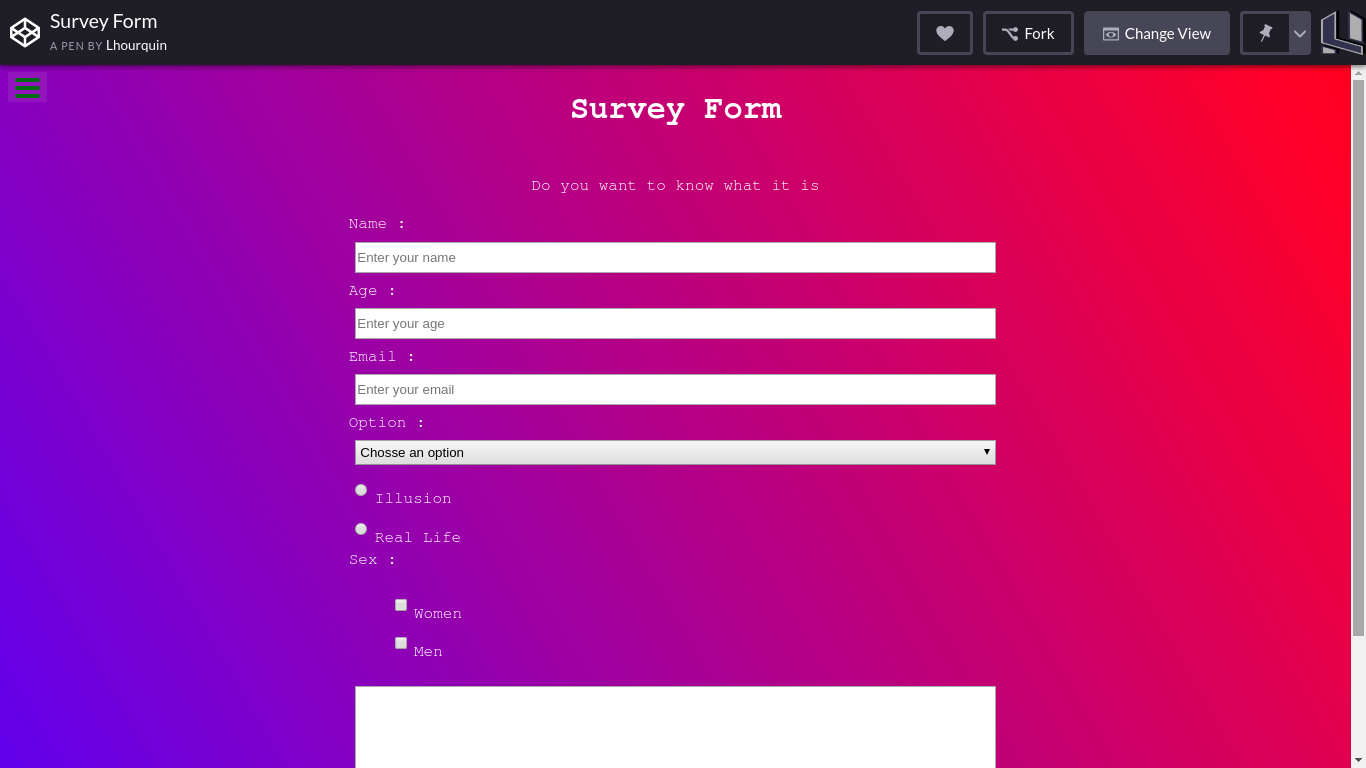 Survey Form
A PEN BY Lhourquin
Fork
Change View
Survey Form
Do you want to know what it is
Name :
Enter your name
Age :
Enter your age
Email :
Enter your email
Option :
Chosse an option
Illusion
Real Life
Sex :
Women
Men